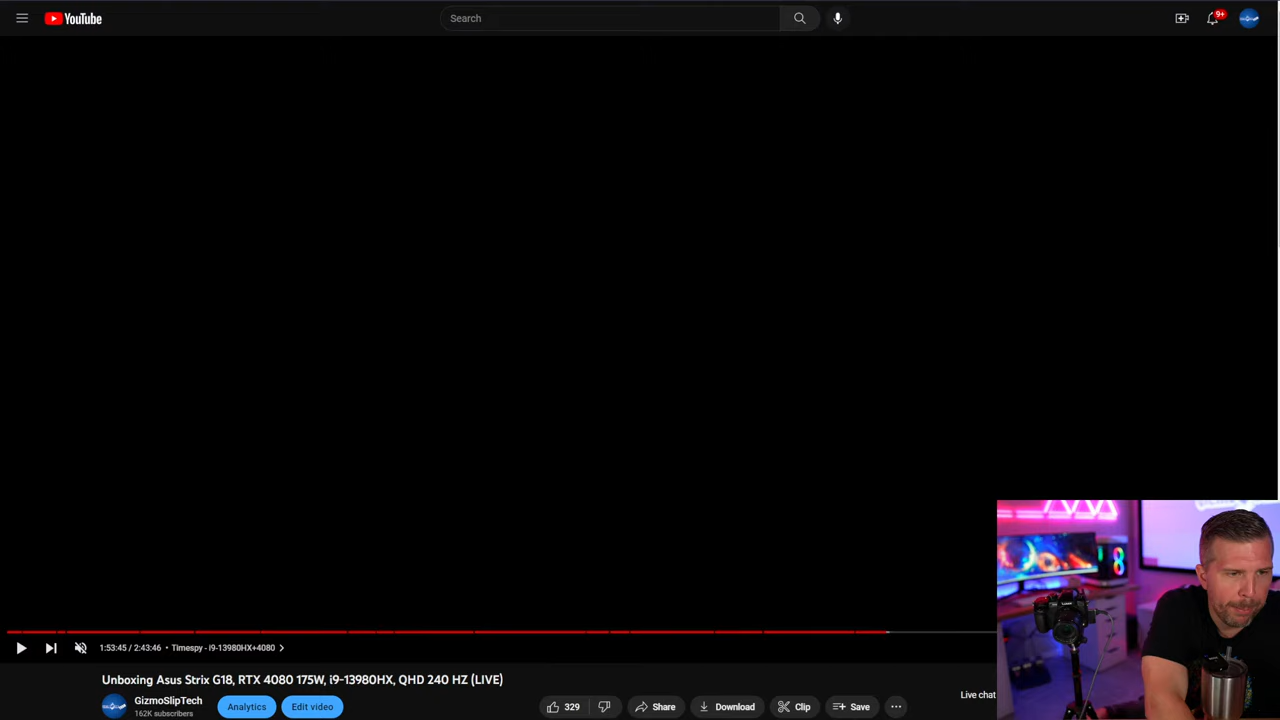 YouTube
Search
9+
1:53:45 / 2:43:46 • Timespy - i9-13980HX+4080
Unboxing Asus Strix G18, RTX 4080 175W, i9-13980HX, QHD 240 HZ (LIVE)
GizmoSlipTech
162K subscribers
Analytics
Edit video
329
Share
Download
Clip
Save
Live chat